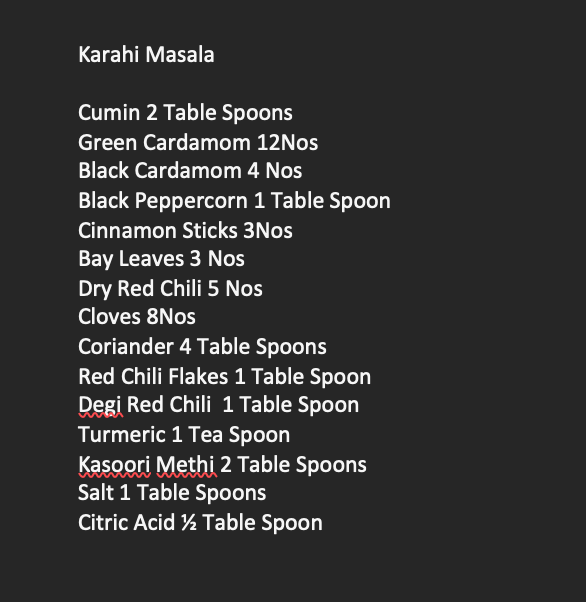 Karahi Masala
Cumin 2 Table Spoons
Green Cardamom 12Nos
Black Cardamom 4 Nos
Black Peppercorn 1 Table Spoon
Cinnamon Sticks 3Nos
Bay Leaves 3 Nos
Dry Red Chili 5 Nos
Cloves 8Nos
Coriander 4 Table Spoons
Red Chili Flakes 1 Table Spoon
Degi Red Chili  1 Table Spoon
Turmeric 1 Tea Spoon
Kasoori Methi 2 Table Spoons
Salt 1 Table Spoons
Citric Acid ½ Table Spoon